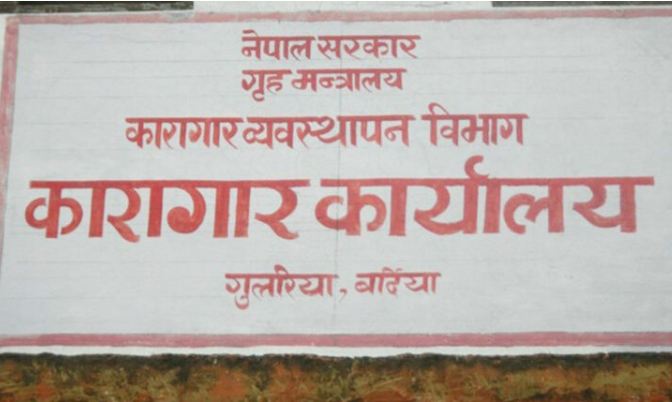 नेपाल सरकार
गृह मन्त्रालय
कारागार व्यवस्थापन विभाग
कारागार कार्यालय
गुलरिया, बर्दिया